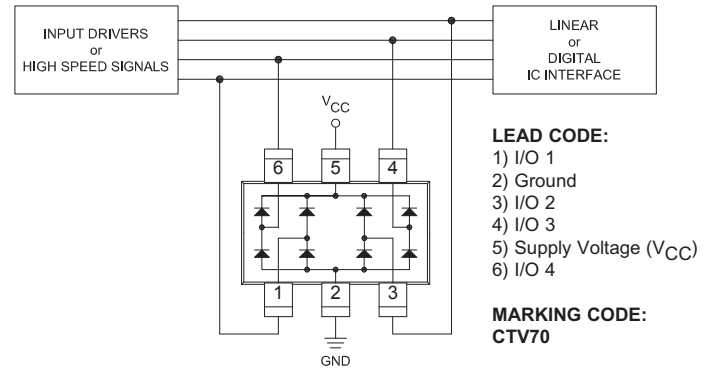 INPUT DRIVERS
or
HIGH SPEED SIGNALS
LINEAR
or
DIGITAL
IC INTERFACE
VCC
6
5
4
1
2
3
GND
LEAD CODE:
1) I/O 1
2) Ground
3) I/O 2
4) I/O 3
5) Supply Voltage (VCC)
6) I/O 4
MARKING CODE:
CTV70